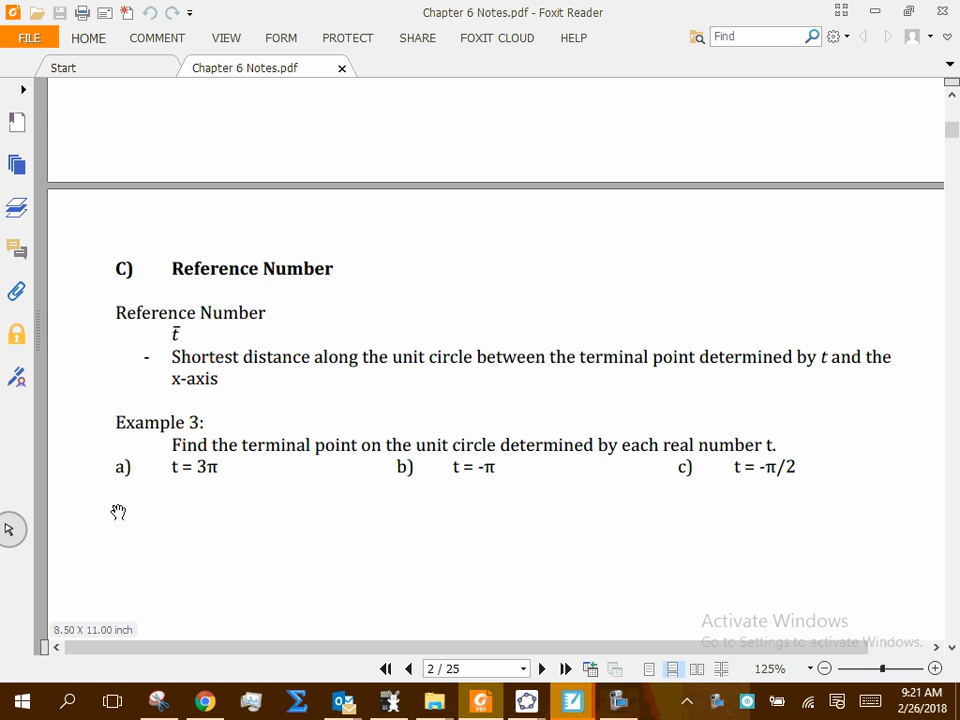 Chapter 6 Notes.pdf - Foxit Reader
FILE HOME COMMENT VIEW FORM PROTECT SHARE FOXIT CLOUD HELP Find
Start Chapter 6 Notes.pdf
C) Reference Number
Reference Number
t̄
- Shortest distance along the unit circle between the terminal point determined by t and the
x-axis
Example 3:
Find the terminal point on the unit circle determined by each real number t.
a) t = 3π b) t = -π c) t = -π/2
Activate Windows
Go to Settings to activate Windows.
8.50 X 11.00 inch
2 / 25 125%
9:21 AM
2/26/2018